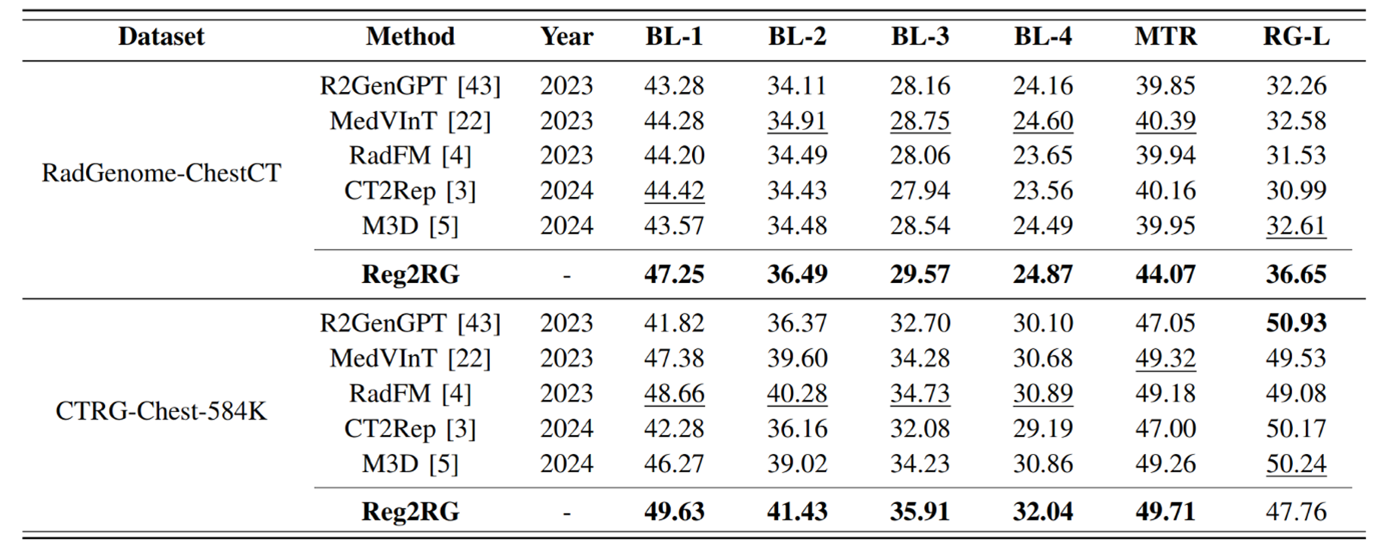 Dataset Method Year BL-1 BL-2 BL-3 BL-4 MTR RG-L
RadGenome-ChestCT
R2GenGPT [43] 2023 43.28 34.11 28.16 24.16 39.85 32.26
MedVInT [22] 2023 44.28 34.91 28.75 24.60 40.39 32.58
RadFM [4] 2023 44.20 34.49 28.06 23.65 39.94 31.53
CT2Rep [3] 2024 44.42 34.43 27.94 23.56 40.16 30.99
M3D [5] 2024 43.57 34.48 28.54 24.49 39.95 32.61
Reg2RG - 47.25 36.49 29.57 24.87 44.07 36.65
CTRG-Chest-584K
R2GenGPT [43] 2023 41.82 36.37 32.70 30.10 47.05 50.93
MedVInT [22] 2023 47.38 39.60 34.28 30.68 49.32 49.53
RadFM [4] 2023 48.66 40.28 34.73 30.89 49.18 49.08
CT2Rep [3] 2024 42.28 36.16 32.08 29.19 47.00 50.17
M3D [5] 2024 46.27 39.02 34.23 30.86 49.26 50.24
Reg2RG - 49.63 41.43 35.91 32.04 49.71 47.76